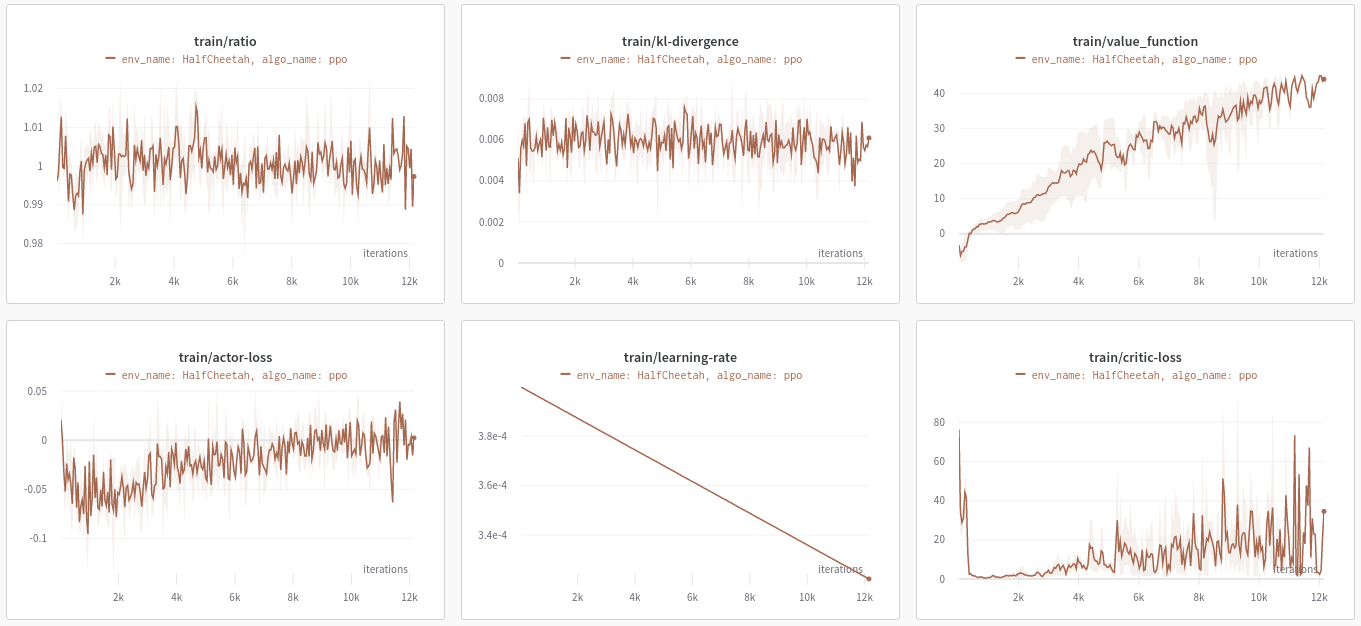 train/ratio
env_name: HalfCheetah, algo_name: ppo
1.02
1.01
1
0.99
0.98
iterations
2k 4k 6k 8k 10k 12k
train/kl-divergence
env_name: HalfCheetah, algo_name: ppo
0.008
0.006
0.004
0.002
0
iterations
2k 4k 6k 8k 10k 12k
train/value_function
env_name: HalfCheetah, algo_name: ppo
40
30
20
10
0
iterations
2k 4k 6k 8k 10k 12k
train/actor-loss
env_name: HalfCheetah, algo_name: ppo
0.05
0
-0.05
-0.1
iterations
2k 4k 6k 8k 10k 12k
train/learning-rate
env_name: HalfCheetah, algo_name: ppo
3.8e-4
3.6e-4
3.4e-4
iterations
2k 4k 6k 8k 10k 12k
train/critic-loss
env_name: HalfCheetah, algo_name: ppo
80
60
40
20
0
iterations
2k 4k 6k 8k 10k 12k